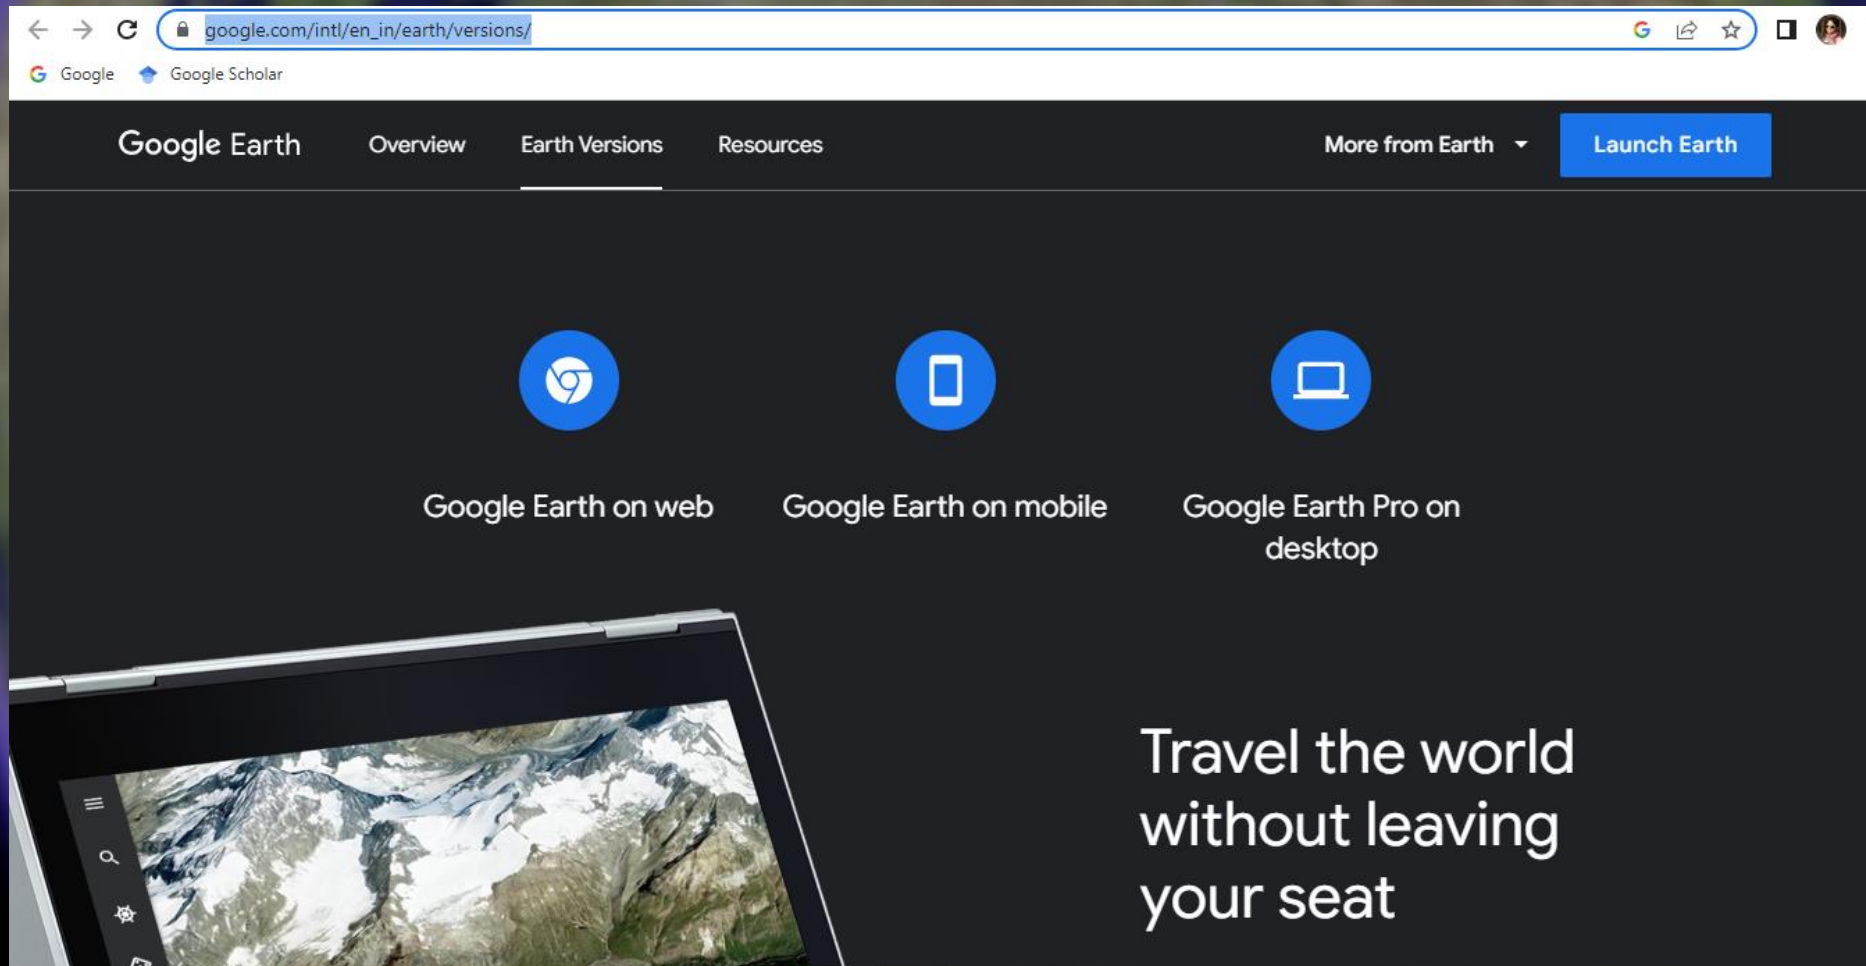 google.com/intl/en_in/earth/versions/
Google Google Scholar
Google Earth Overview Earth Versions Resources More from Earth Launch Earth
Google Earth on web
Google Earth on mobile
Google Earth Pro on
desktop
Travel the world
without leaving
your seat